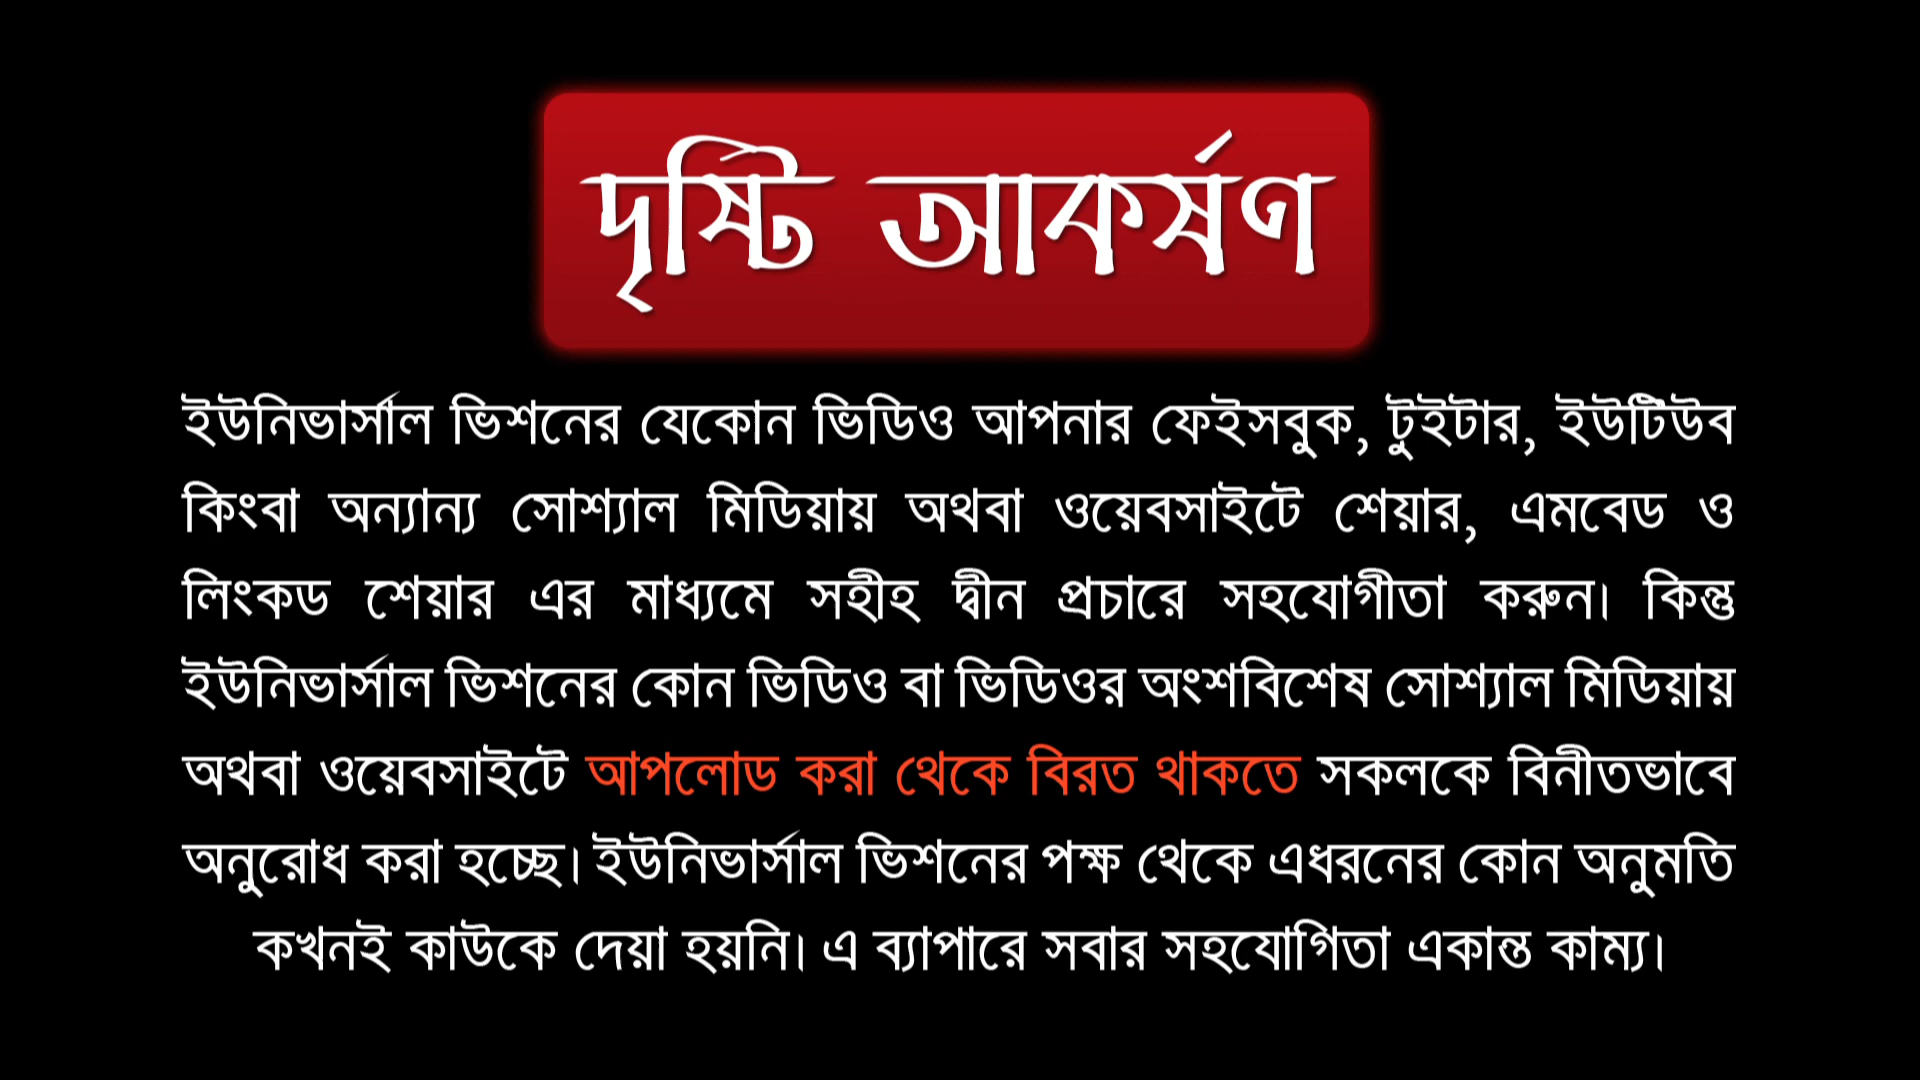 দৃষ্টি আকর্ষণ
ইউনিভার্সাল ভিশনের যেকোন ভিডিও আপনার ফেইসবুক, টুইটার, ইউটিউব
কিংবা অন্যান্য সোশ্যাল মিডিয়ায় অথবা ওয়েবসাইটে শেয়ার, এমবেড ও
লিংকড শেয়ার এর মাধ্যমে সহীহ দ্বীন প্রচারে সহযোগীতা করুন। কিন্তু
ইউনিভার্সাল ভিশনের কোন ভিডিও বা ভিডিওর অংশবিশেষ সোশ্যাল মিডিয়ায়
অথবা ওয়েবসাইটে আপলোড করা থেকে বিরত থাকতে সকলকে বিনীতভাবে
অনুরোধ করা হচ্ছে। ইউনিভার্সাল ভিশনের পক্ষ থেকে এধরনের কোন অনুমতি
কখনই কাউকে দেয়া হয়নি। এ ব্যাপারে সবার সহযোগিতা একান্ত কাম্য।